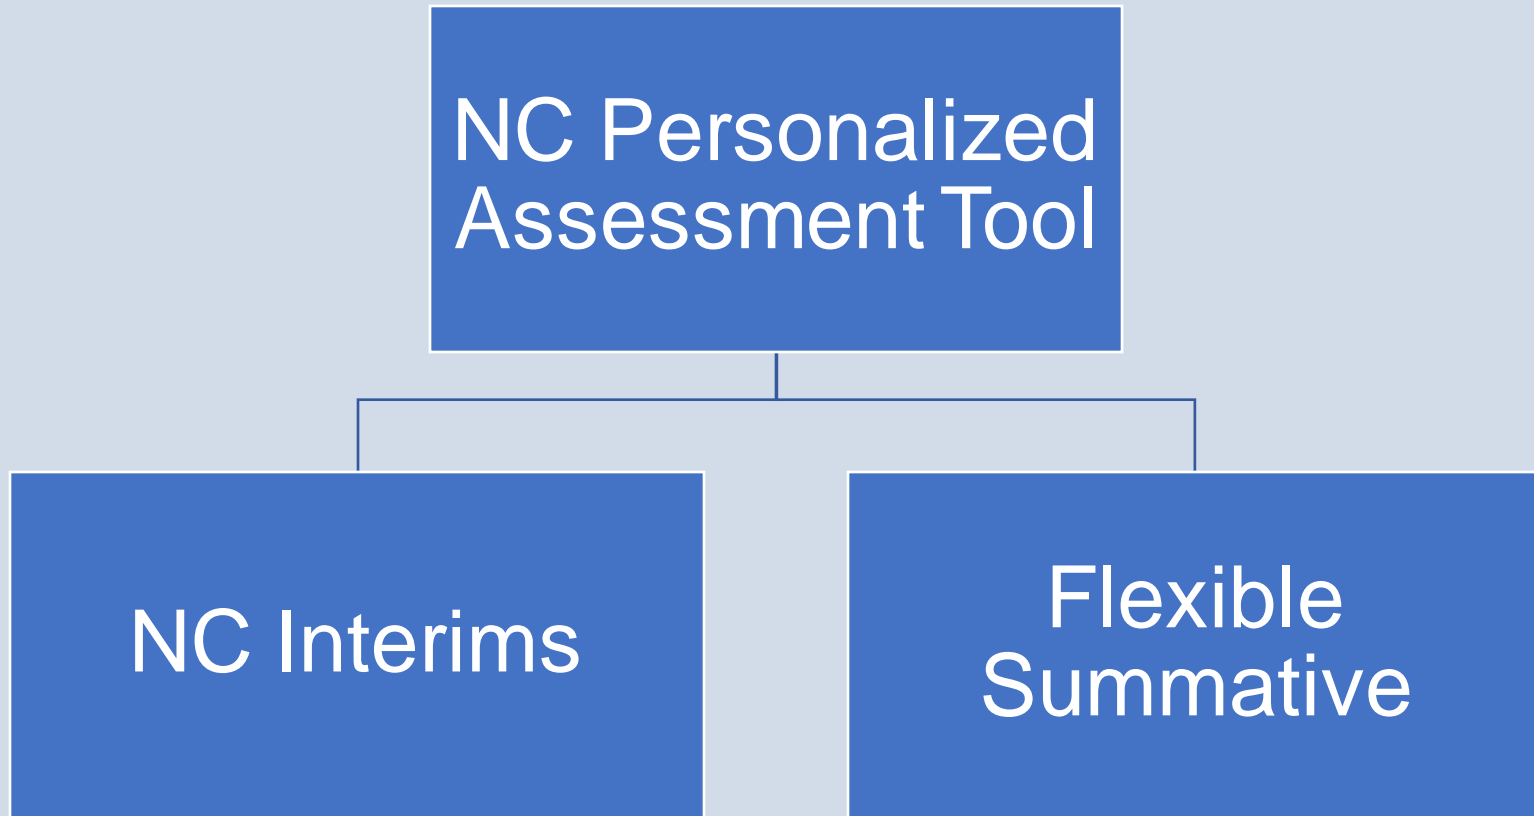 NC Personalized
Assessment Tool
NC Interims
Flexible
Summative